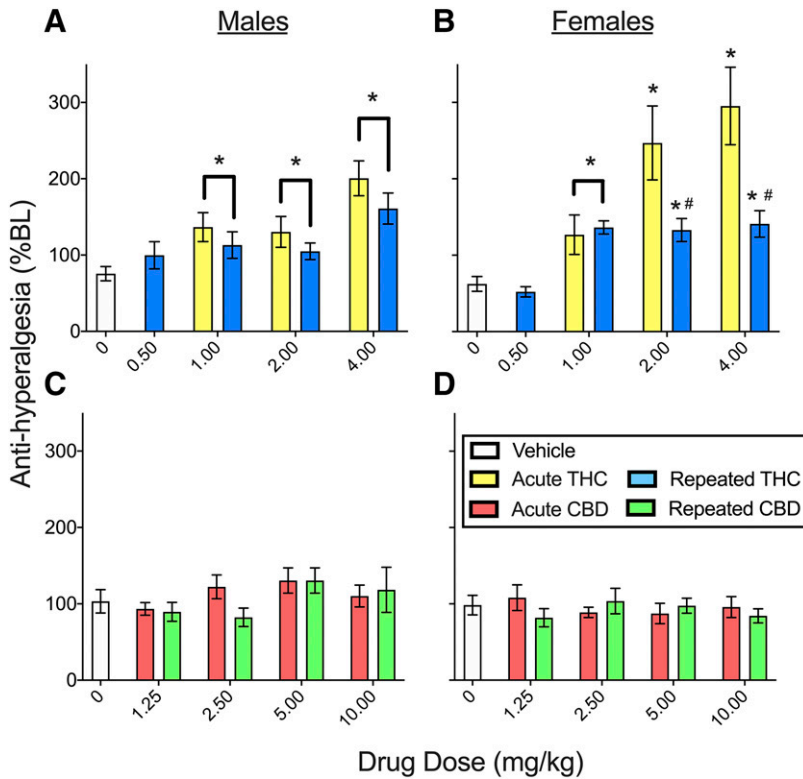 A
Males
B
Females
Anti-hyperalgesia (%BL)
300
200
100
0
*
*
*
0
0.50
1.00
2.00
4.00
*
*
*#
*
*#
0
0.50
1.00
2.00
4.00
C
D
300
200
100
0
0
1.25
2.50
5.00
10.00
Vehicle
Acute THC
Repeated THC
Acute CBD
Repeated CBD
0
1.25
2.50
5.00
10.00
Drug Dose (mg/kg)